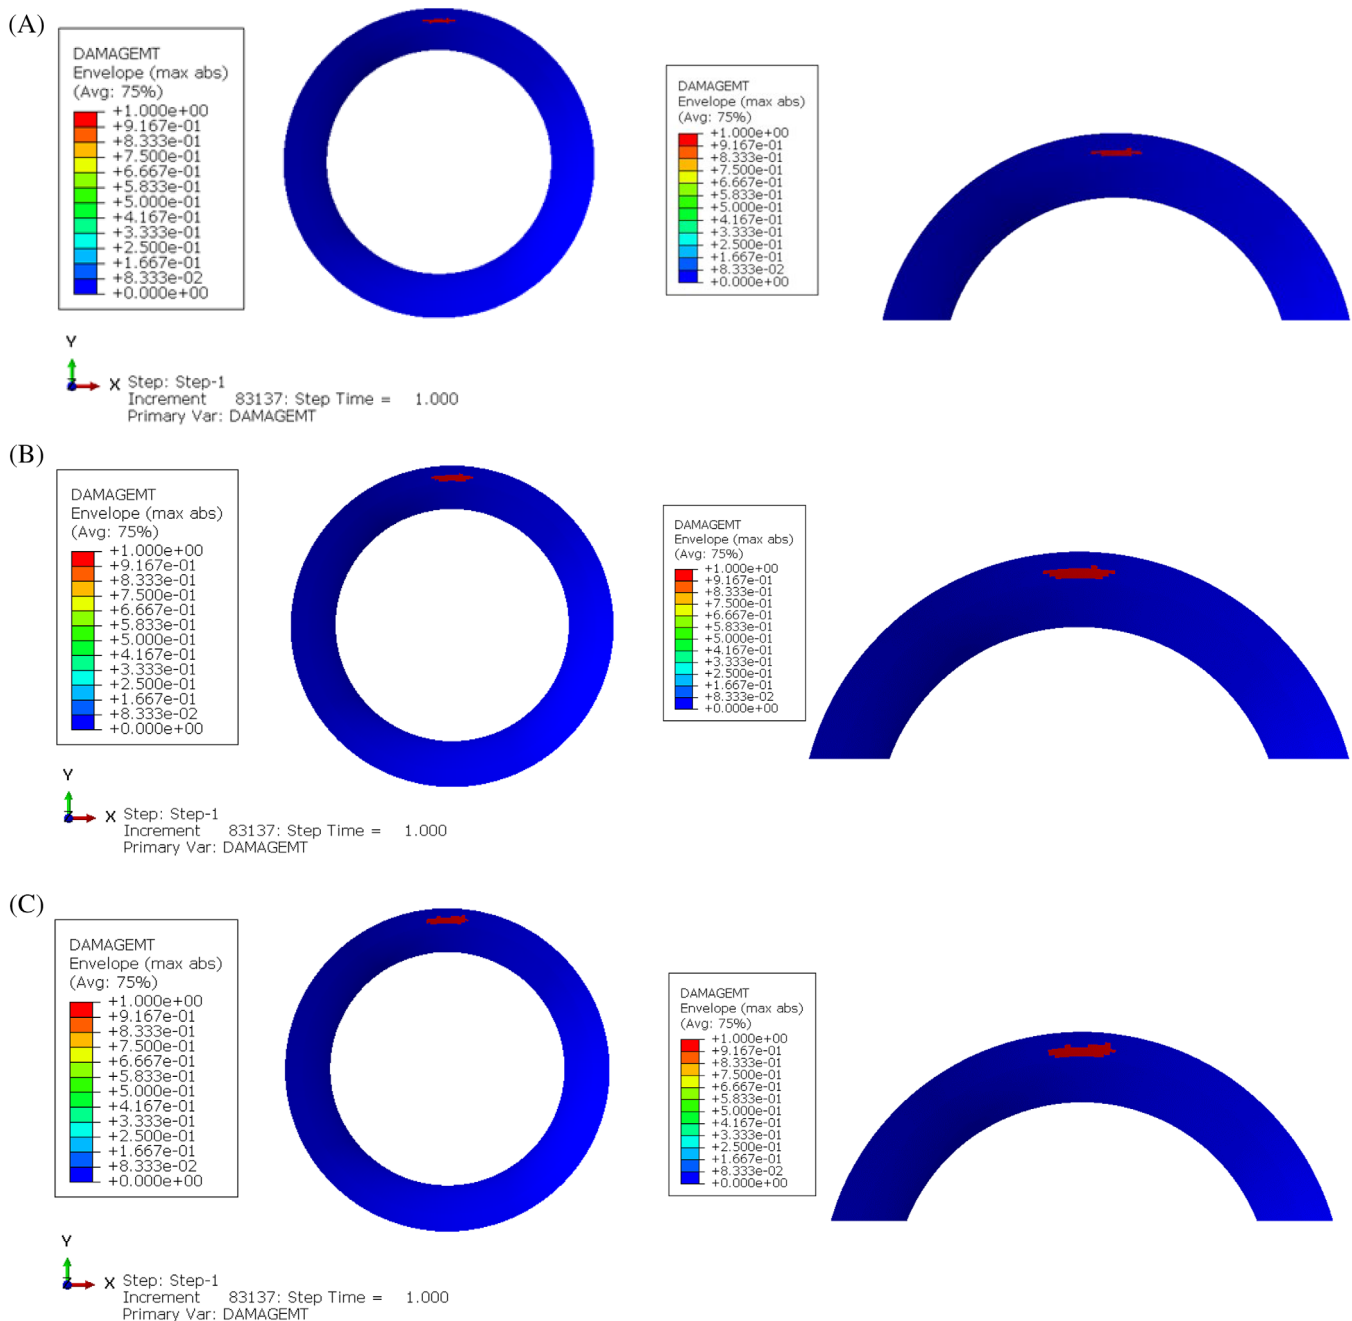 (A)
DAMAGEMT
Envelope (max abs)
(Avg: 75%)
+1.000e+00
+9.167e-01
+8.333e-01
+7.500e-01
+6.667e-01
+5.833e-01
+5.000e-01
+4.167e-01
+3.333e-01
+2.500e-01
+1.667e-01
+8.333e-02
+0.000e+00
DAMAGEMT
Envelope (max abs)
(Avg: 75%)
+1.000e+00
+9.167e-01
+8.333e-01
+7.500e-01
+6.667e-01
+5.833e-01
+5.000e-01
+4.167e-01
+3.333e-01
+2.500e-01
+1.667e-01
+8.333e-02
+0.000e+00
Y
X
Step: Step-1
Increment 83137: Step Time = 1.000
Primary Var: DAMAGEMT
(B)
DAMAGEMT
Envelope (max abs)
(Avg: 75%)
+1.000e+00
+9.167e-01
+8.333e-01
+7.500e-01
+6.667e-01
+5.833e-01
+5.000e-01
+4.167e-01
+3.333e-01
+2.500e-01
+1.667e-01
+8.333e-02
+0.000e+00
DAMAGEMT
Envelope (max abs)
(Avg: 75%)
+1.000e+00
+9.167e-01
+8.333e-01
+7.500e-01
+6.667e-01
+5.833e-01
+5.000e-01
+4.167e-01
+3.333e-01
+2.500e-01
+1.667e-01
+8.333e-02
+0.000e+00
Y
X
Step: Step-1
Increment 83137: Step Time = 1.000
Primary Var: DAMAGEMT
(C)
DAMAGEMT
Envelope (max abs)
(Avg: 75%)
+1.000e+00
+9.167e-01
+8.333e-01
+7.500e-01
+6.667e-01
+5.833e-01
+5.000e-01
+4.167e-01
+3.333e-01
+2.500e-01
+1.667e-01
+8.333e-02
+0.000e+00
DAMAGEMT
Envelope (max abs)
(Avg: 75%)
+1.000e+00
+9.167e-01
+8.333e-01
+7.500e-01
+6.667e-01
+5.833e-01
+5.000e-01
+4.167e-01
+3.333e-01
+2.500e-01
+1.667e-01
+8.333e-02
+0.000e+00
Y
X
Step: Step-1
Increment 83137: Step Time = 1.000
Primary Var: DAMAGEMT